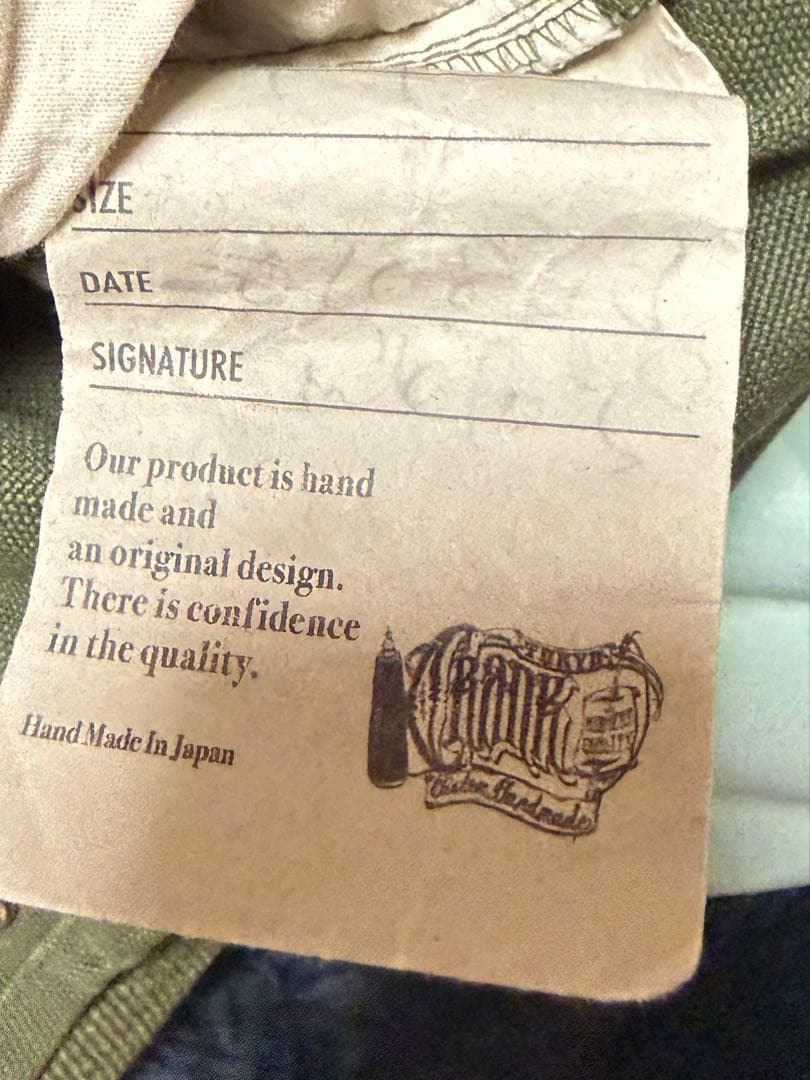 SIZE
DATE
SIGNATURE
Our product is hand
made and
an original design.
There is confidence
in the quality.
Hand Made In Japan
Handmade